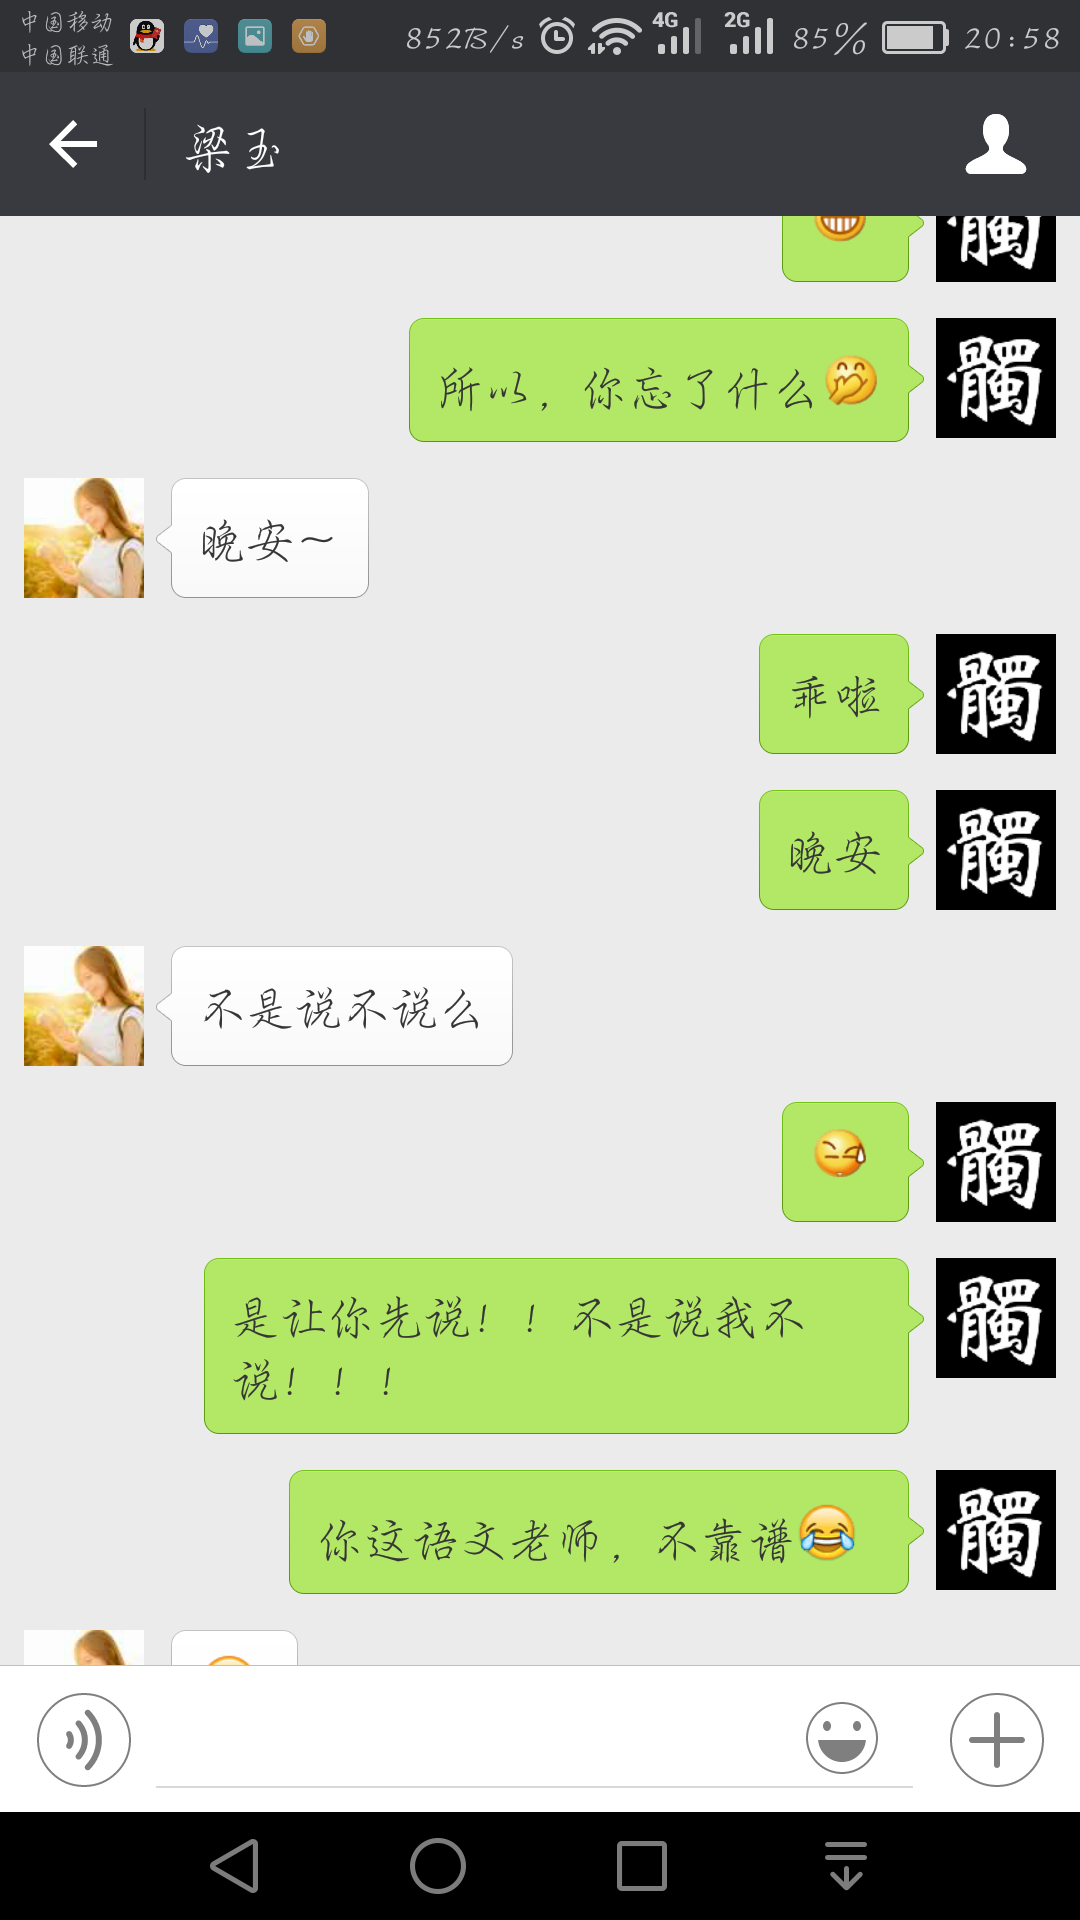 中国移动
中国联通
852B/s
4G
2G
85%
20:58
梁玉
髑
所以，你忘了什么🤭
髑
晚安～
乖啦
髑
晚安
髑
不是说不说么
😅
髑
是让你先说！！不是说我不
说！！！
髑
你这语文老师，不靠谱😂
髑